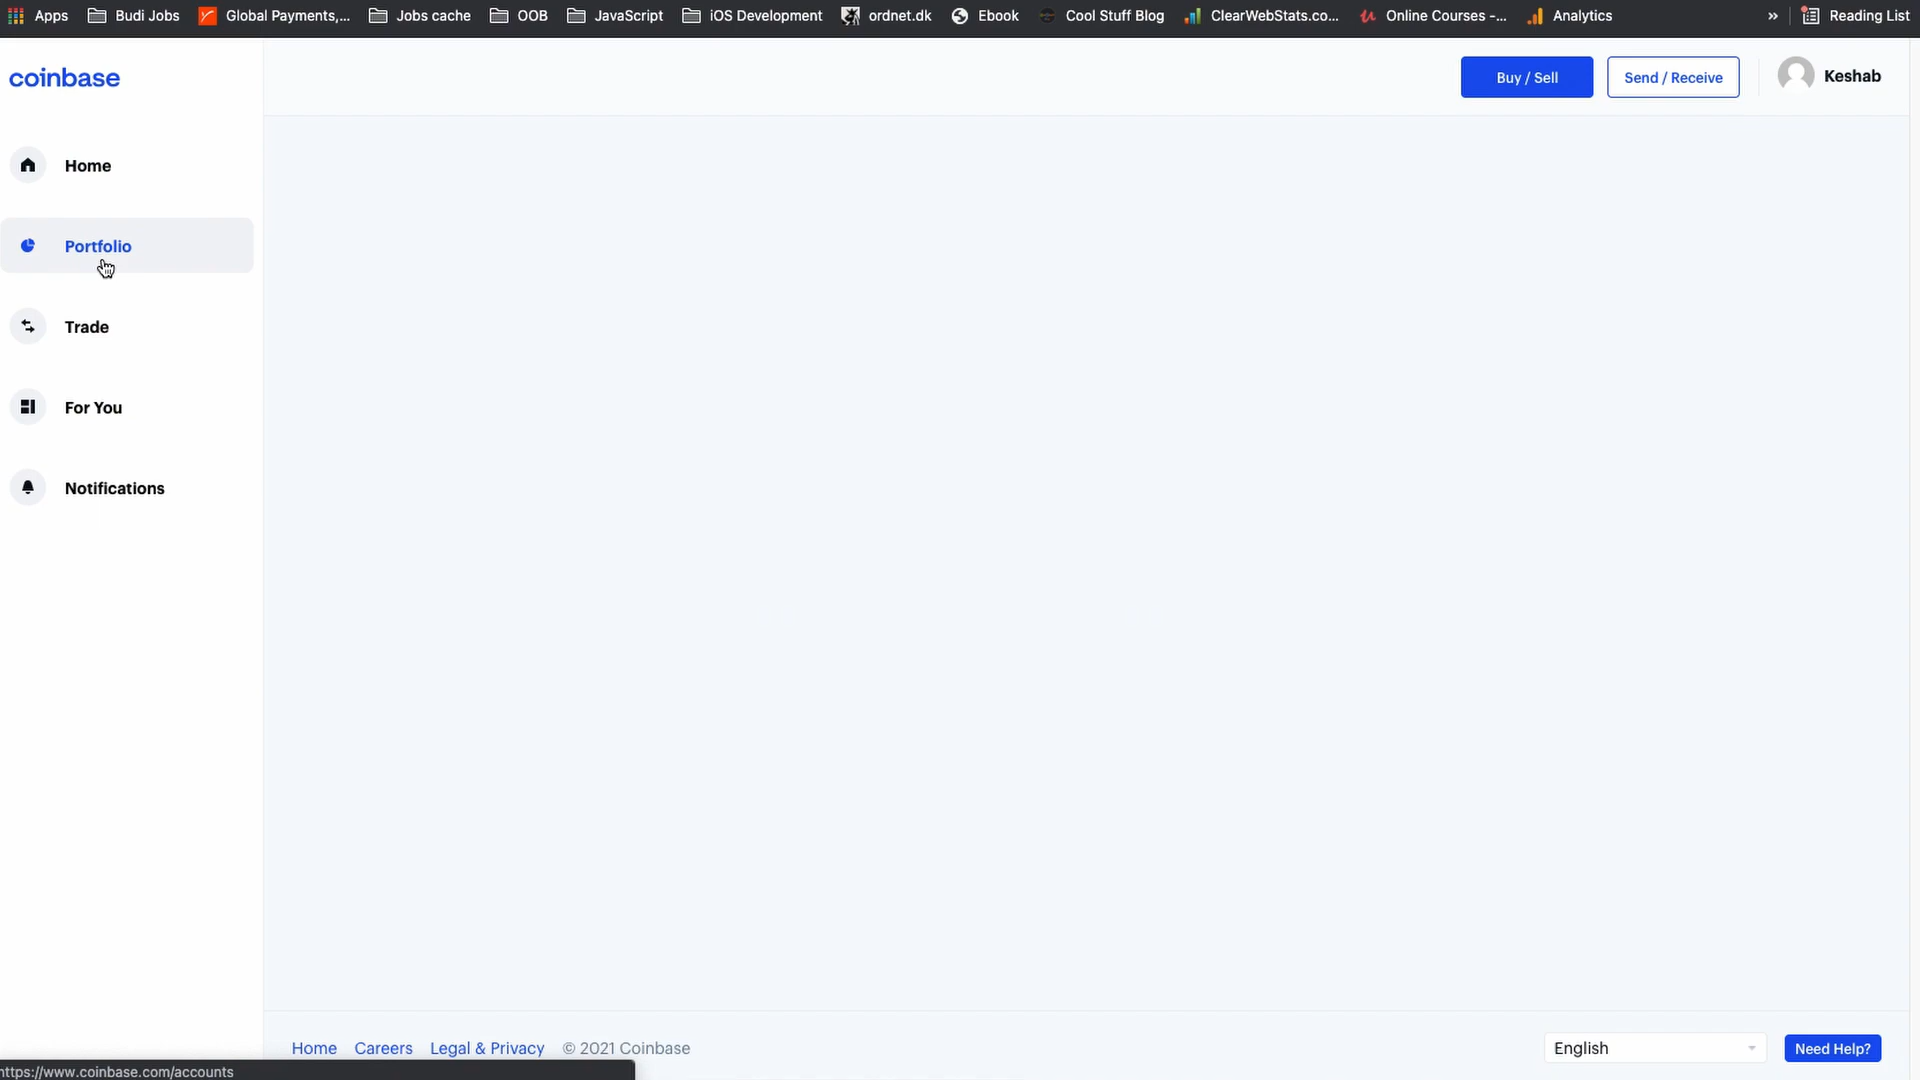 Apps Budi Jobs Global Payments,... Jobs cache OOB JavaScript iOS Development ordnet.dk Ebook Cool Stuff Blog ClearWebStats.co... Online Courses -... Analytics » Reading List
coinbase
Buy / Sell Send / Receive Keshab
Home
Portfolio
Trade
For You
Notifications
Home Careers Legal & Privacy © 2021 Coinbase English Need Help?
https://www.coinbase.com/accounts